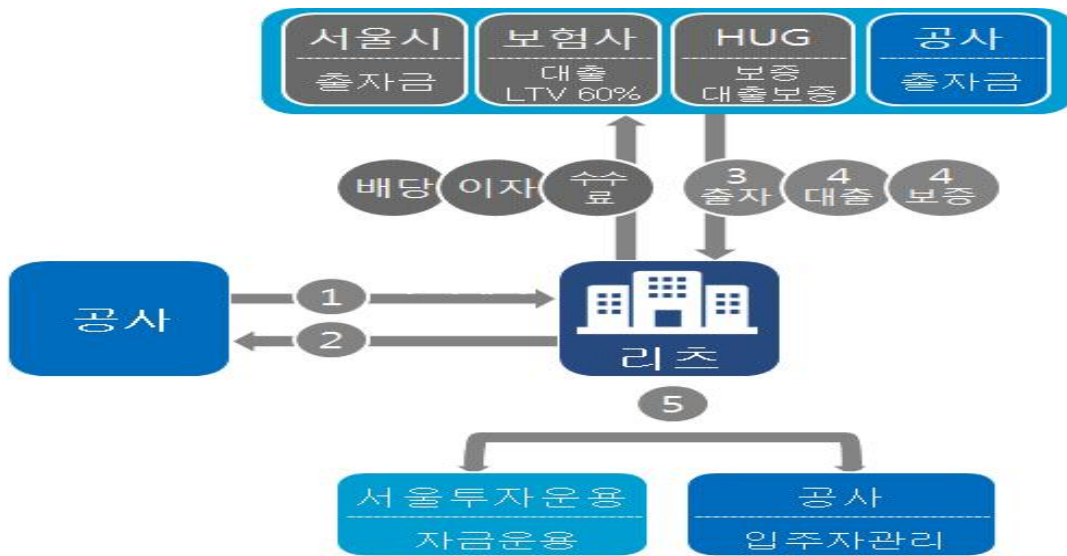 서울시 보험사 HUG 공사
출자금 대출 보증 출자금
LTV 60% 대출보증
배당 이자 수수 3 4 4
료 출자 대출 보증
1
공사
2
리츠
5
서울투자운용 공사
자금운용 입주자관리